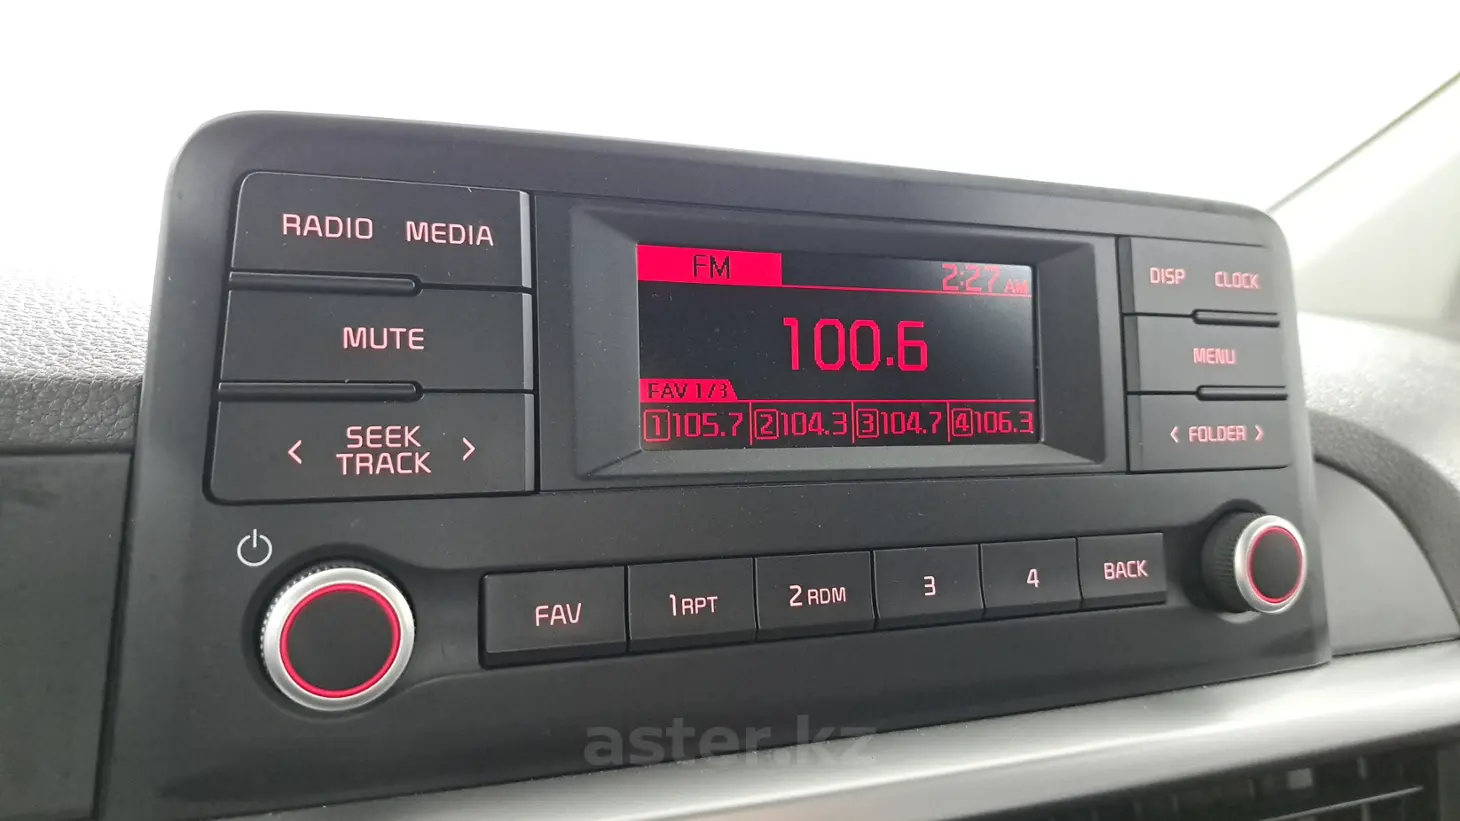 RADIO MEDIA
MUTE
< SEEK TRACK >
FM 2:27 AM
100.6
FAV 1/3
1 105.7 2 104.3 3 104.7 4 106.3
DISP CLOCK
MENU
< FOLDER >
FAV 1 RPT 2 RDM 3 4 BACK
aster.kz